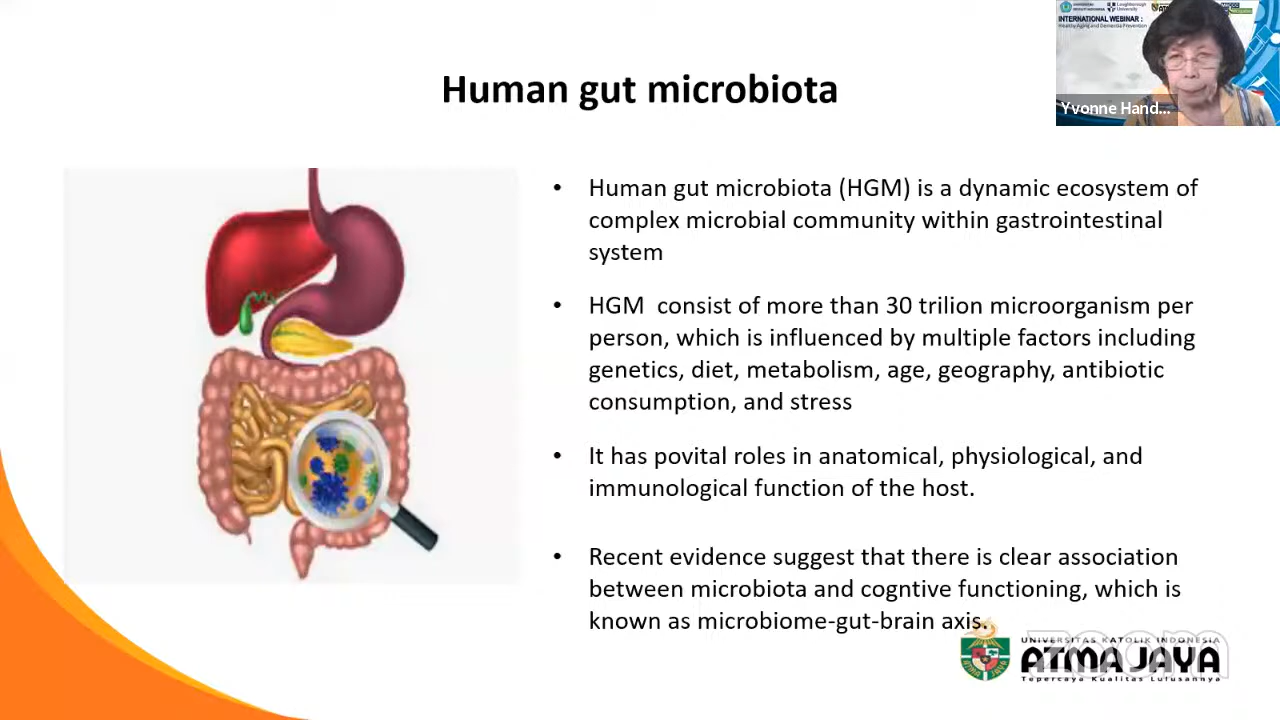 Human gut microbiota
INTERNATIONAL WEBINAR :
Healthy Aging and Dementia Prevention
Yvonne Hand...
• Human gut microbiota (HGM) is a dynamic ecosystem of
complex microbial community within gastrointestinal
system
• HGM consist of more than 30 trilion microorganism per
person, which is influenced by multiple factors including
genetics, diet, metabolism, age, geography, antibiotic
consumption, and stress
• It has povital roles in anatomical, physiological, and
immunological function of the host.
• Recent evidence suggest that there is clear association
between microbiota and cogntive functioning, which is
known as microbiome-gut-brain axis.
UNIVERSITAS KATOLIK INDONESIA
ATMA JAYA
Tepercaya Kualitas Lulusannya
zoom